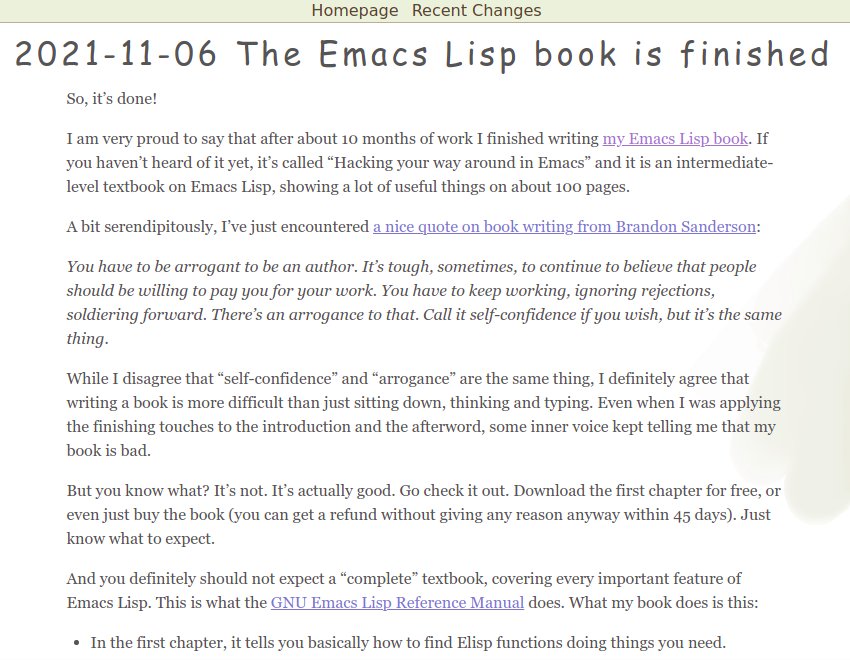 Homepage Recent Changes
2021-11-06 The Emacs Lisp book is finished
So, it’s done!
I am very proud to say that after about 10 months of work I finished writing my Emacs Lisp book. If
you haven’t heard of it yet, it’s called “Hacking your way around in Emacs” and it is an intermediate-
level textbook on Emacs Lisp, showing a lot of useful things on about 100 pages.
A bit serendipitously, I’ve just encountered a nice quote on book writing from Brandon Sanderson:
You have to be arrogant to be an author. It’s tough, sometimes, to continue to believe that people
should be willing to pay you for your work. You have to keep working, ignoring rejections,
soldiering forward. There’s an arrogance to that. Call it self-confidence if you wish, but it’s the same
thing.
While I disagree that “self-confidence” and “arrogance” are the same thing, I definitely agree that
writing a book is more difficult than just sitting down, thinking and typing. Even when I was applying
the finishing touches to the introduction and the afterword, some inner voice kept telling me that my
book is bad.
But you know what? It’s not. It’s actually good. Go check it out. Download the first chapter for free, or
even just buy the book (you can get a refund without giving any reason anyway within 45 days). Just
know what to expect.
And you definitely should not expect a “complete” textbook, covering every important feature of
Emacs Lisp. This is what the GNU Emacs Lisp Reference Manual does. What my book does is this:
• In the first chapter, it tells you basically how to find Elisp functions doing things you need.